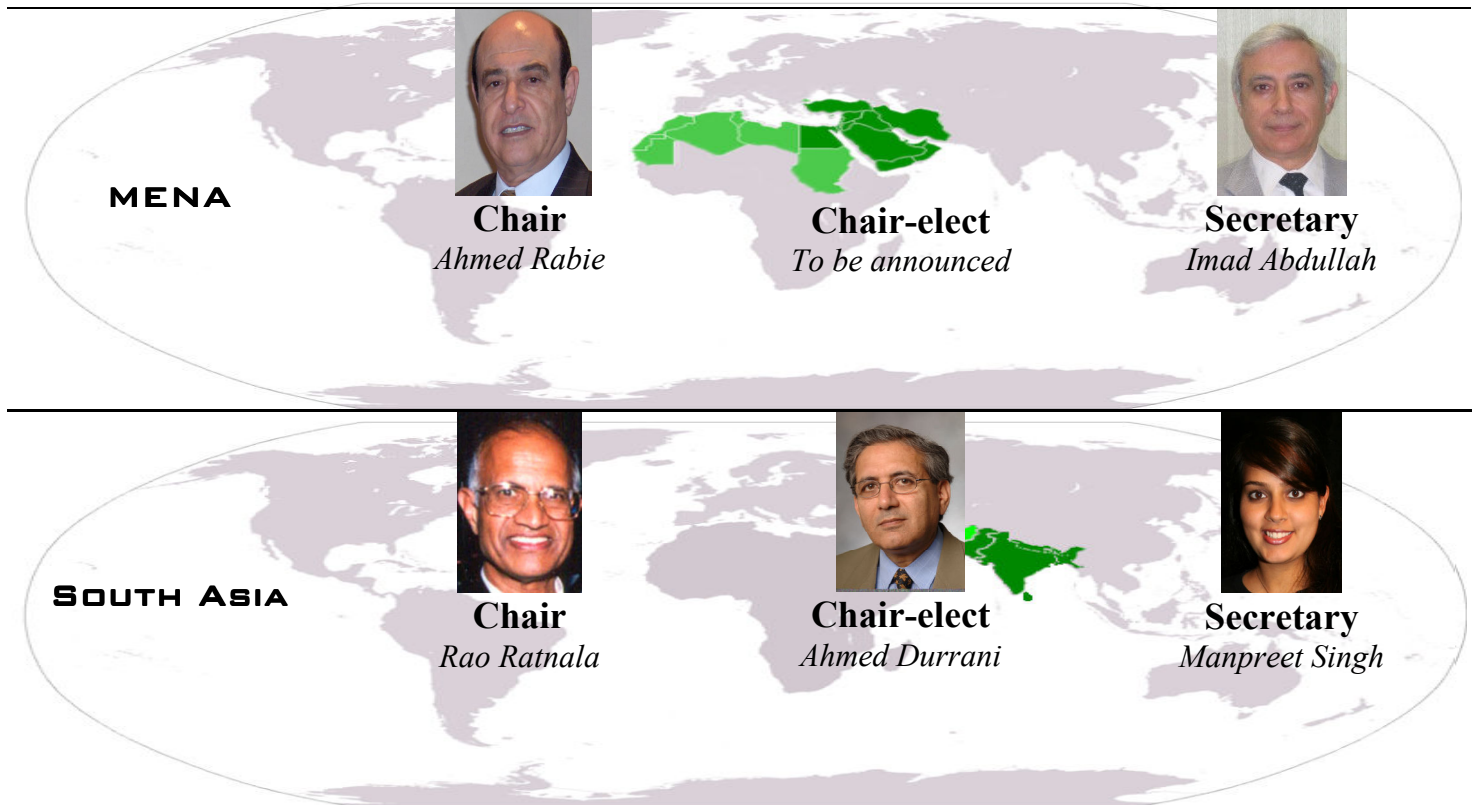 MENA
Chair
Ahmed Rabie
Chair-elect
To be announced
Secretary
Imad Abdullah
South Asia
Chair
Rao Ratnala
Chair-elect
Ahmed Durrani
Secretary
Manpreet Singh